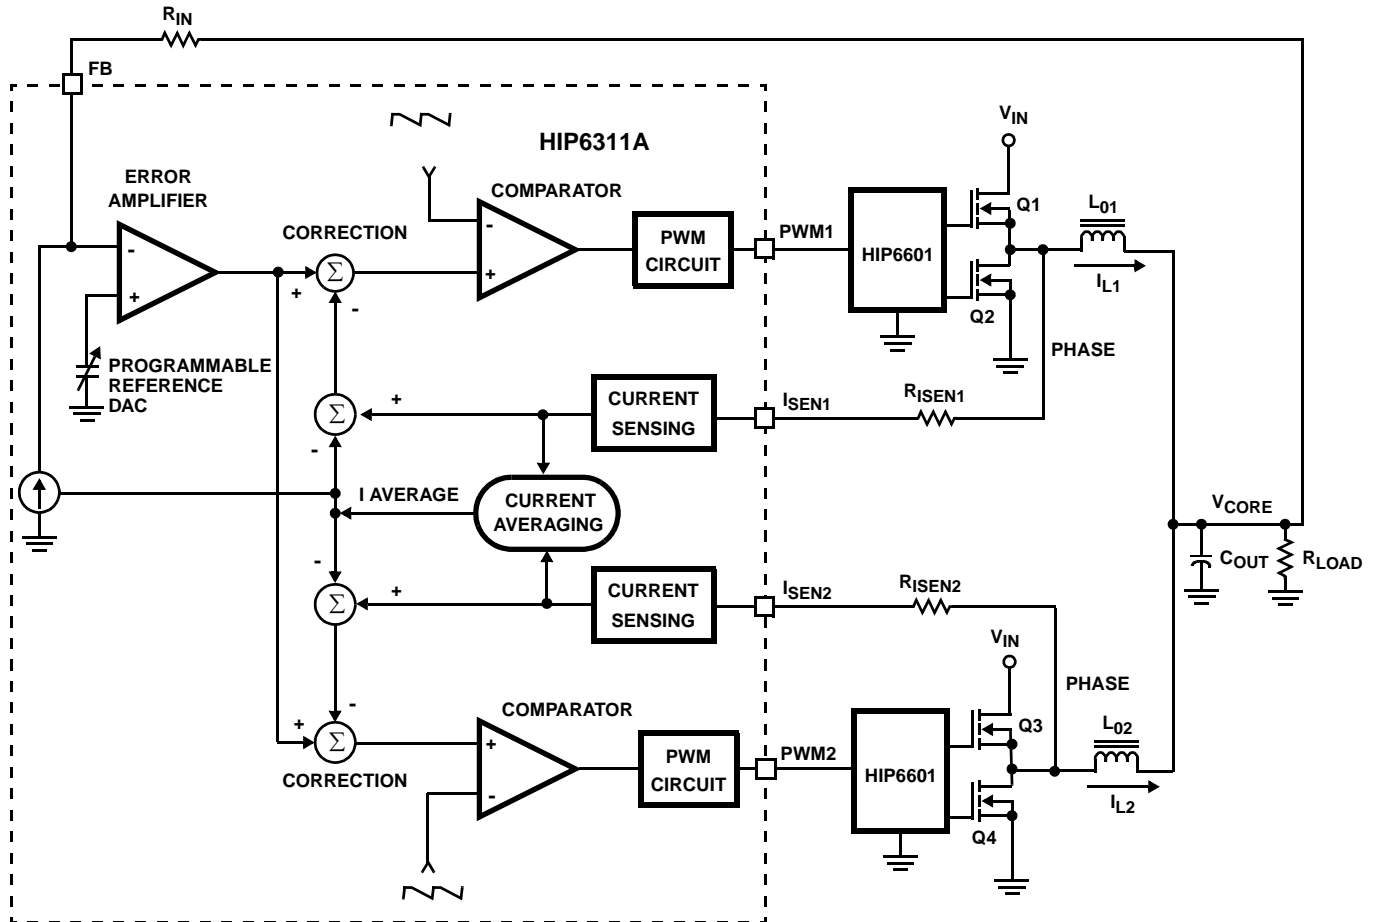 RIN
FB
HIP6311A
VIN
ERROR
AMPLIFIER
COMPARATOR
Q1
L01
CORRECTION
PWM
CIRCUIT
PWM1
HIP6601
-
+
Σ
+
-
-
+
IL1
Q2
PHASE
PROGRAMMABLE
REFERENCE
DAC
CURRENT
SENSING
ISEN1
RISEN1
Σ
+
-
I AVERAGE
CURRENT
AVERAGING
VCORE
COUT
RLOAD
-
Σ
+
CURRENT
SENSING
ISEN2
RISEN2
VIN
PHASE
-
+
Σ
CORRECTION
COMPARATOR
+
-
PWM
CIRCUIT
PWM2
HIP6601
Q3
L02
IL2
Q4